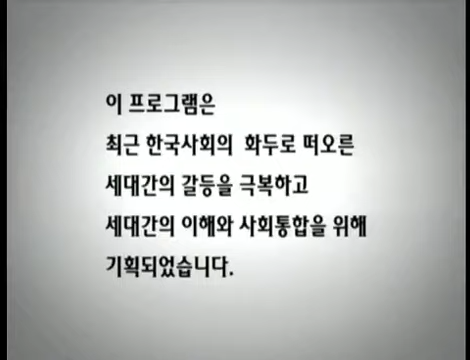 이 프로그램은
최근 한국사회의 화두로 떠오른
세대간의 갈등을 극복하고
세대간의 이해와 사회통합을 위해
기획되었습니다.